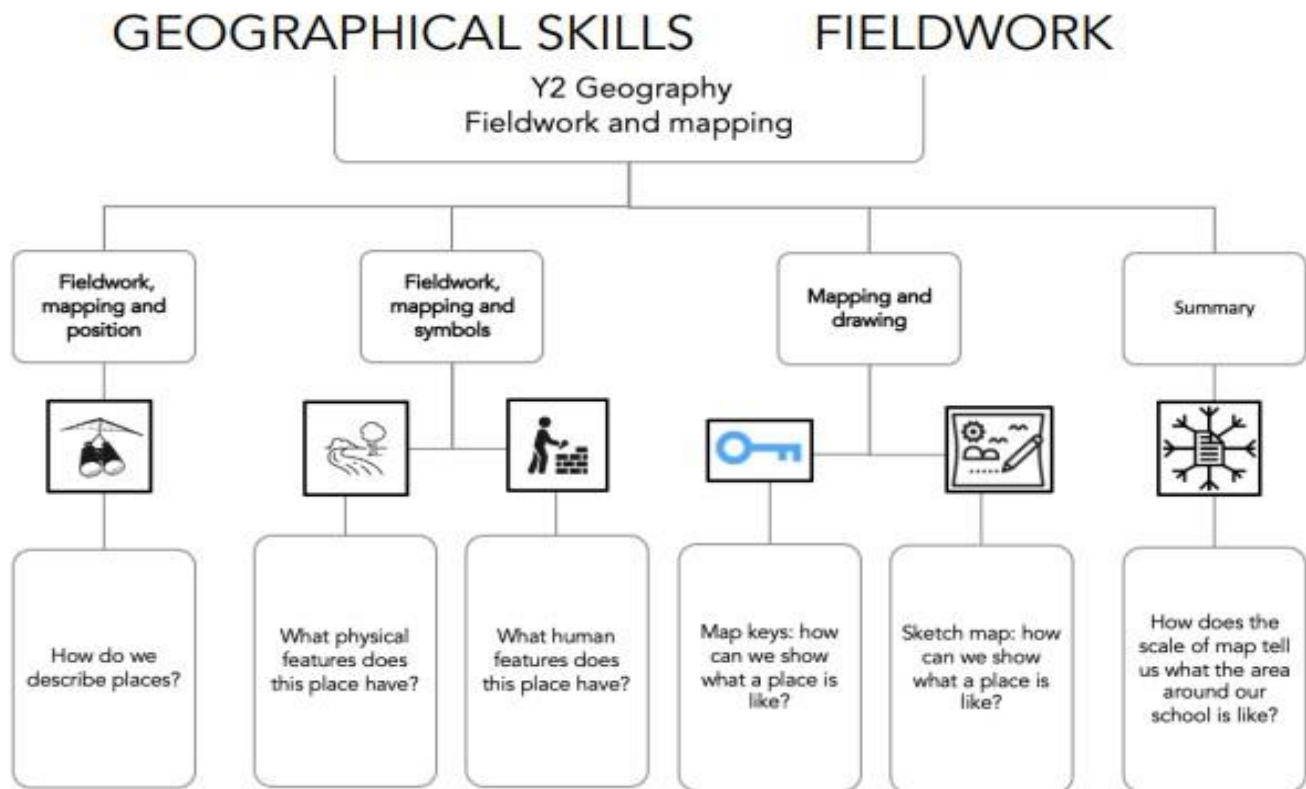 GEOGRAPHICAL SKILLS FIELDWORK
Y2 Geography
Fieldwork and mapping
Fieldwork,
mapping and
position
Fieldwork,
mapping and
symbols
Mapping and
drawing
Summary
How do we
describe places?
What physical
features does
this place have?
What human
features does
this place have?
Map keys: how
can we show
what a place is
like?
Sketch map: how
can we show
what a place is
like?
How does the
scale of map tell
us what the area
around our
school is like?